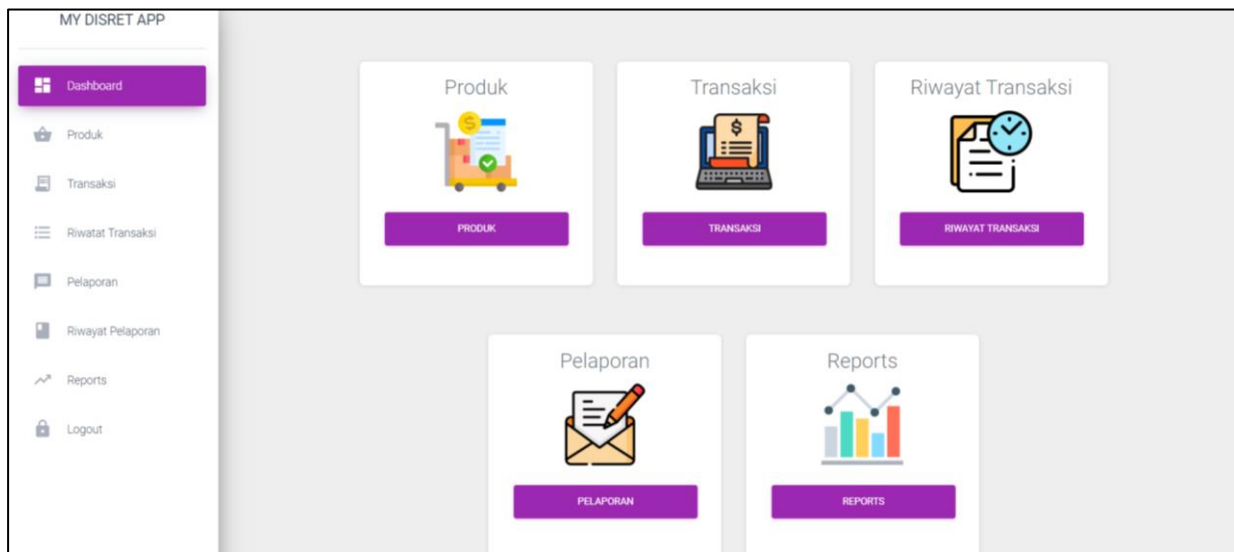 MY DISRET APP
Dashboard
Produk
Transaksi
Riwatat Transaksi
Pelaporan
Riwayat Pelaporan
Reports
Logout
Produk
$
PRODUK
Transaksi
$
TRANSAKSI
Riwayat Transaksi
RIWAYAT TRANSAKSI
Pelaporan
PELAPORAN
Reports
REPORTS